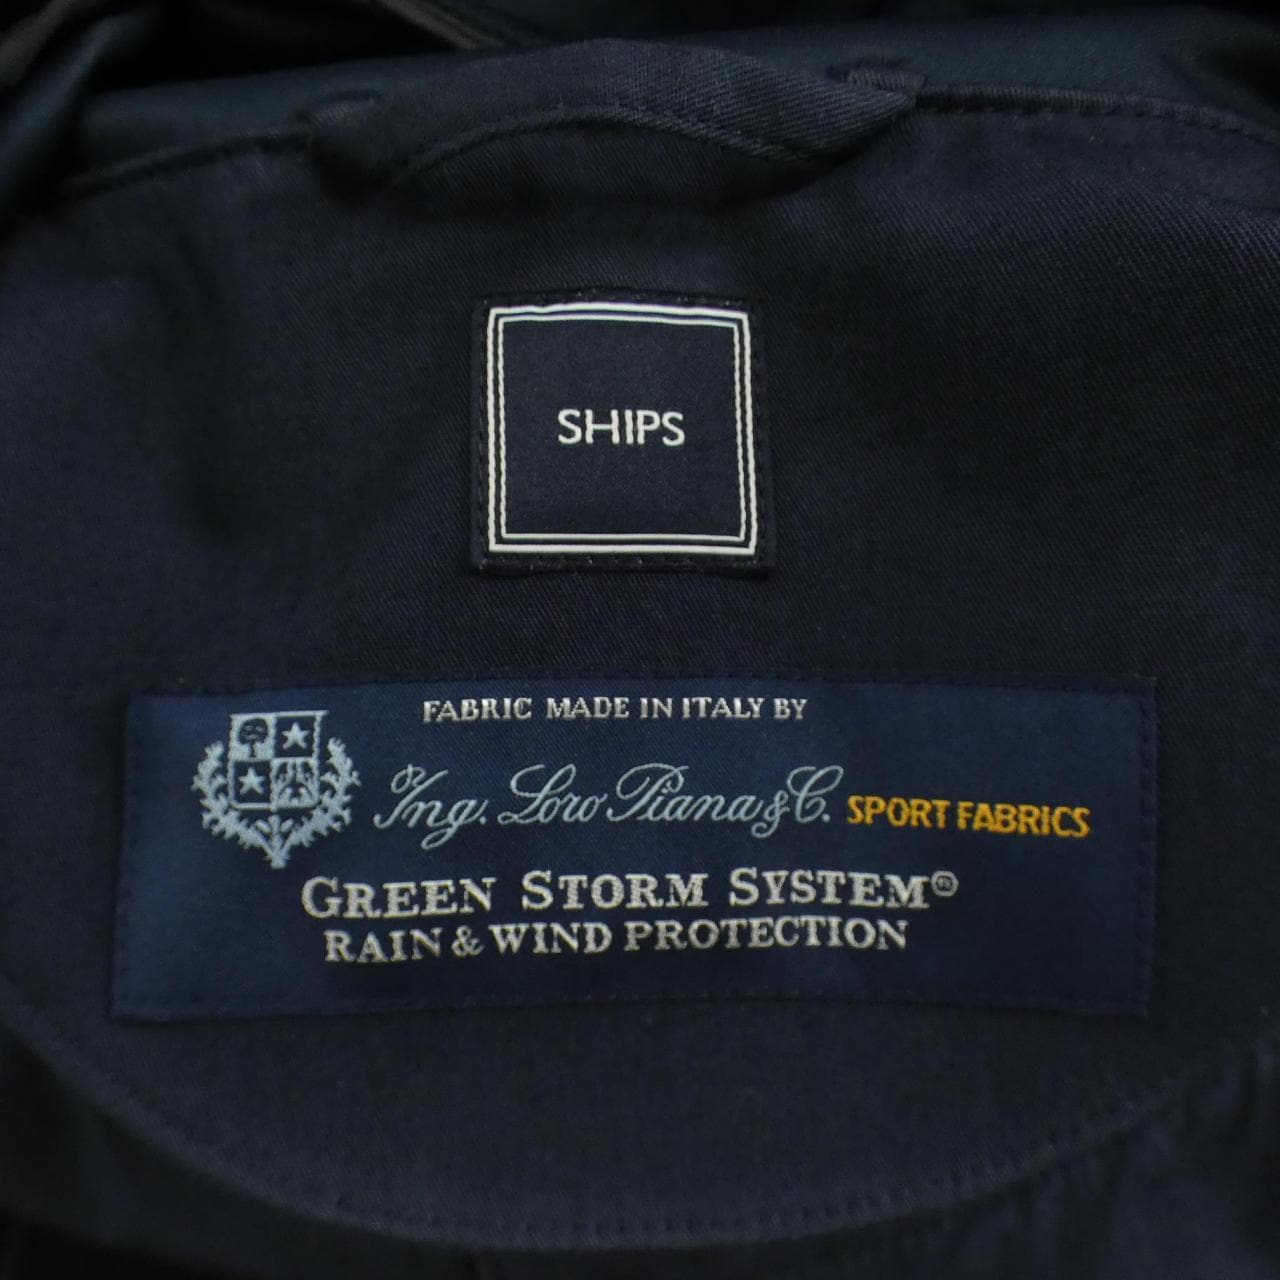 SHIPS
FABRIC MADE IN ITALY BY
Ing. Loro Piana & C. SPORT FABRICS
GREEN STORM SYSTEM®
RAIN & WIND PROTECTION